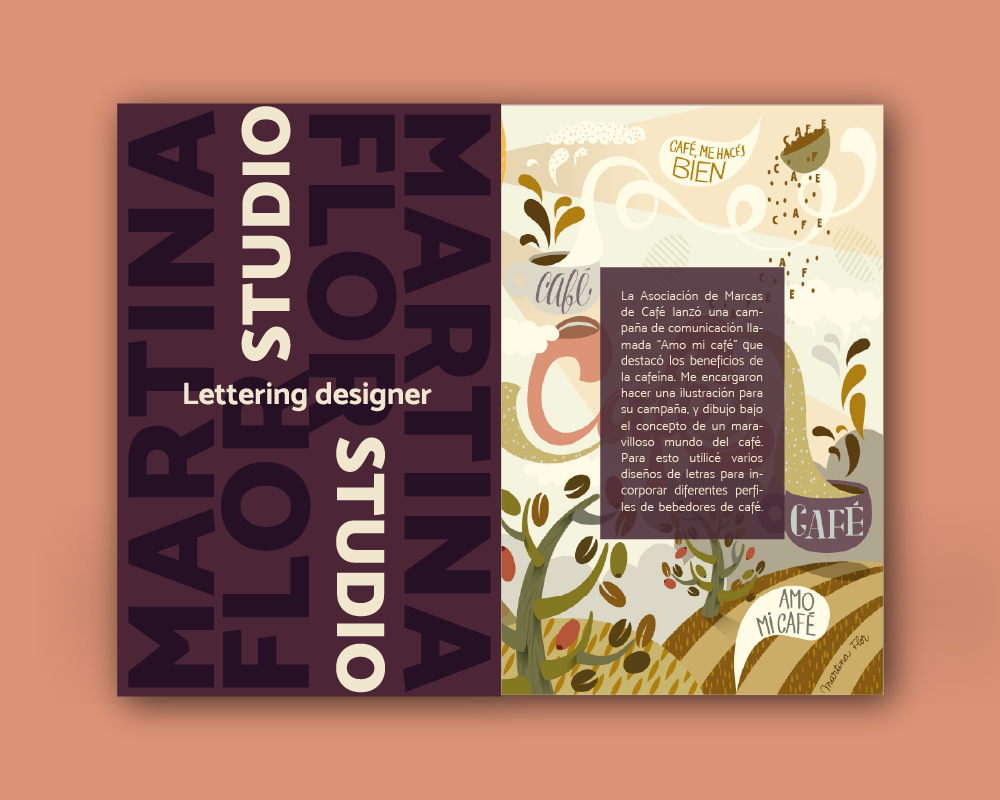 MARTINA
STUDIO
FLOR
Lettering designer
FLOR
STUDIO
MARTINA
CAFÉ, ME HACÉS
BIEN
CAFE
F
C A E
A F
C E
A F
C E
café
La Asociación de Marcas
de Café lanzó una cam-
paña de comunicación lla-
mada “Amo mi café” que
destacó los beneficios de
la cafeína. Me encargaron
hacer una ilustración para
su campaña, y dibujo bajo
el concepto de un mara-
villoso mundo del café.
Para esto utilicé varios
diseños de letras para in-
corporar diferentes perfi-
les de bebedores de café.
CAFÉ
AMO
Mi CAFÉ
Martina Flor